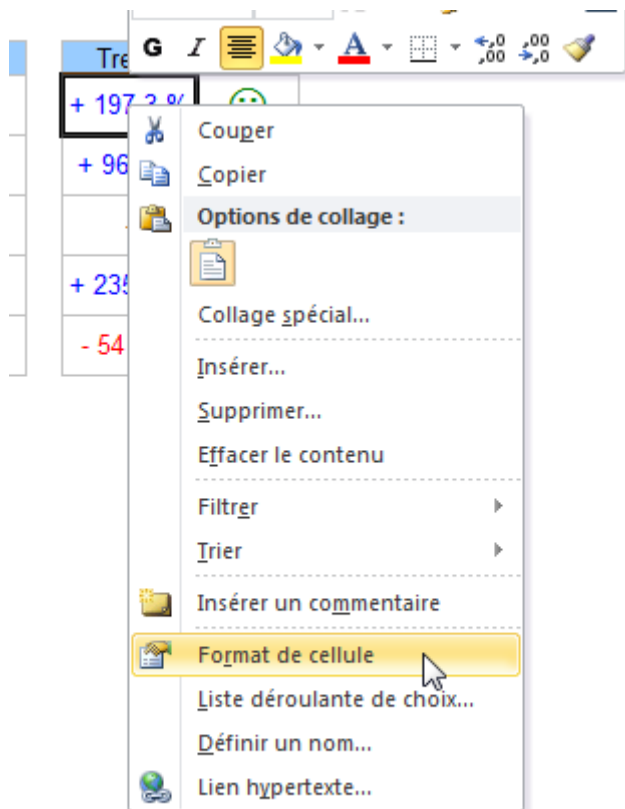 G I A ,0 ,00 ,00 ,0
Tre
+ 197,3 %
+ 96
+ 235
- 54
Couper
Copier
Options de collage :
Collage spécial...
Insérer...
Supprimer...
Effacer le contenu
Filtrer
Trier
Insérer un commentaire
Format de cellule
Liste déroulante de choix...
Définir un nom...
Lien hypertexte...